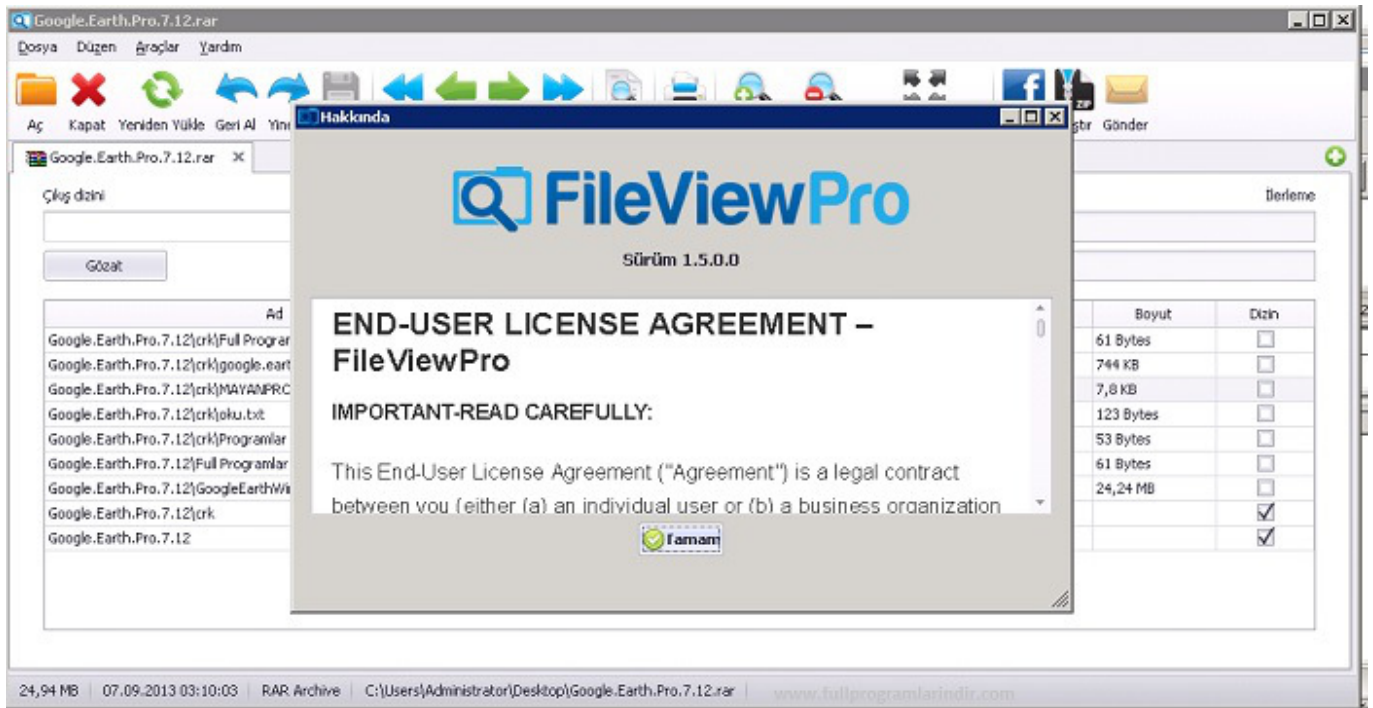 Google.Earth.Pro.7.12.rar
Dosya Düzen Araçlar Yardım
Aç Kapat Yeniden Yükle Geri Al Yine
ştır Gönder
ZIP
Hakkında
Google.Earth.Pro.7.12.rar
Çıkış dizini
İlerleme
Gözat
FileViewPro
Sürüm 1.5.0.0
END-USER LICENSE AGREEMENT –
FileViewPro
IMPORTANT-READ CAREFULLY:
This End-User License Agreement ("Agreement") is a legal contract
between you (either (a) an individual user or (b) a business organization
Tamam
Ad Boyut Dizin
Google.Earth.Pro.7.12\crk\Full Program 61 Bytes
Google.Earth.Pro.7.12\crk\google.eart 744 KB
Google.Earth.Pro.7.12\crk\MAYANPRO 7,8 KB
Google.Earth.Pro.7.12\crk\oku.txt 123 Bytes
Google.Earth.Pro.7.12\crk\Programlar 53 Bytes
Google.Earth.Pro.7.12\Full Programlar 61 Bytes
Google.Earth.Pro.7.12\GoogleEarthWi 24,24 MB
Google.Earth.Pro.7.12\crk
Google.Earth.Pro.7.12
24,94 MB 07.09.2013 03:10:03 RAR Archive C:\Users\Administrator\Desktop\Google.Earth.Pro.7.12.rar www.fullprogramlarindir.com